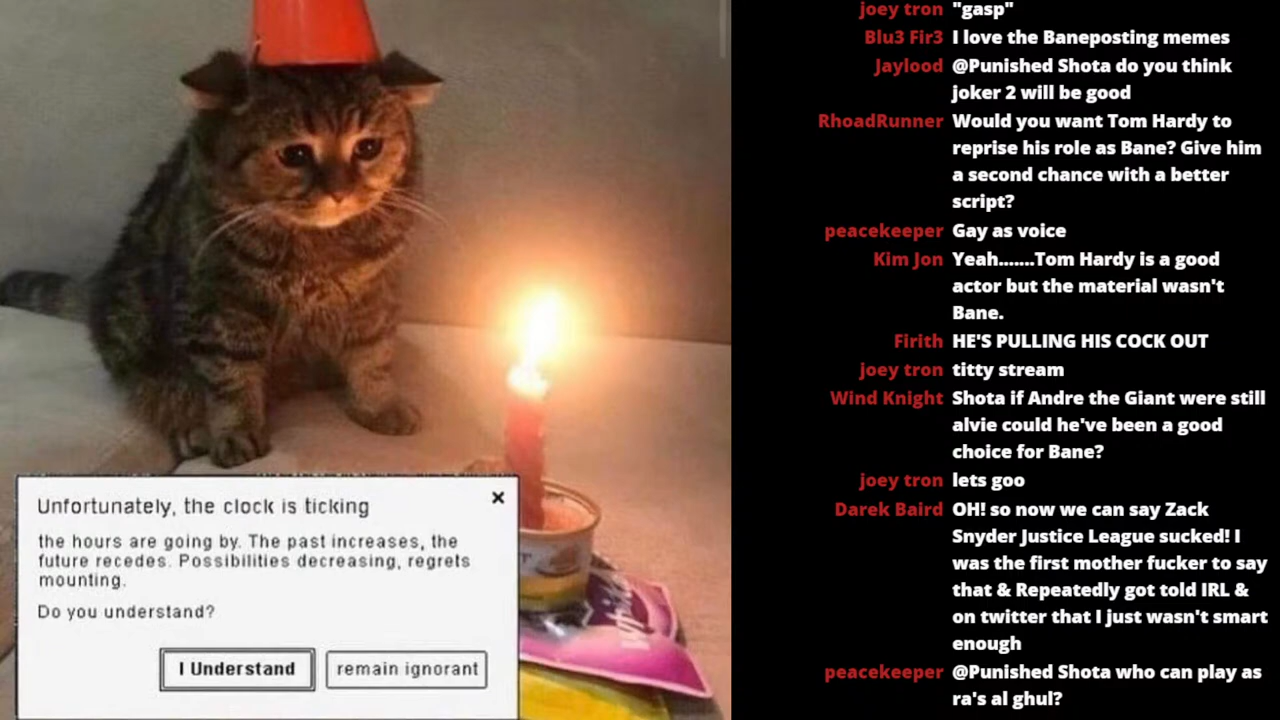 Unfortunately, the clock is ticking
the hours are going by. The past increases, the
future recedes. Possibilities decreasing, regrets
mounting.
Do you understand?
I Understand
remain ignorant
joey tron "gasp"
Blu3 Fir3 I love the Baneposting memes
Jaylood @Punished Shota do you think
joker 2 will be good
RhoadRunner Would you want Tom Hardy to
reprise his role as Bane? Give him
a second chance with a better
script?
peacekeeper Gay as voice
Kim Jon Yeah.......Tom Hardy is a good
actor but the material wasn't
Bane.
Firith HE'S PULLING HIS COCK OUT
joey tron titty stream
Wind Knight Shota if Andre the Giant were still
alvie could he've been a good
choice for Bane?
joey tron lets goo
Darek Baird OH! so now we can say Zack
Snyder Justice League sucked! I
was the first mother fucker to say
that & Repeatedly got told IRL &
on twitter that I just wasn't smart
enough
peacekeeper @Punished Shota who can play as
ra's al ghul?